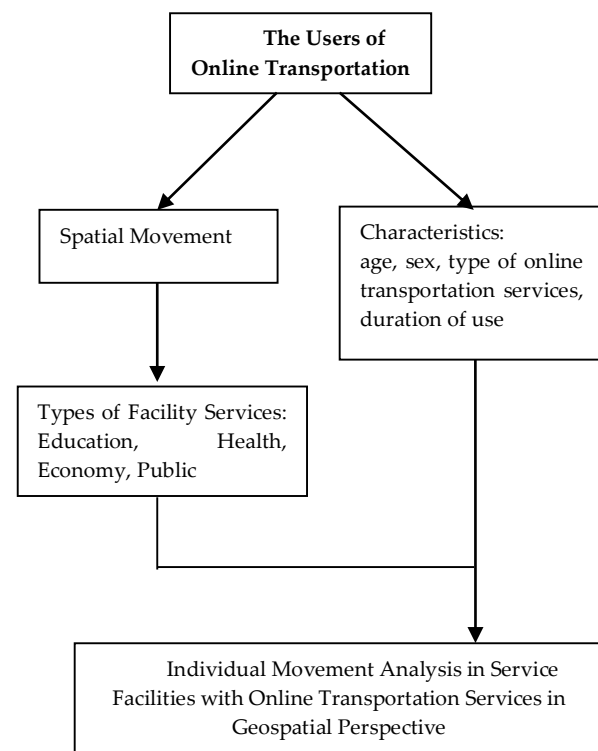 The Users of
Online Transportation
Spatial Movement
Characteristics:
age, sex, type of online
transportation services,
duration of use
Types of Facility Services:
Education, Health,
Economy, Public
Individual Movement Analysis in Service
Facilities with Online Transportation Services in
Geospatial Perspective